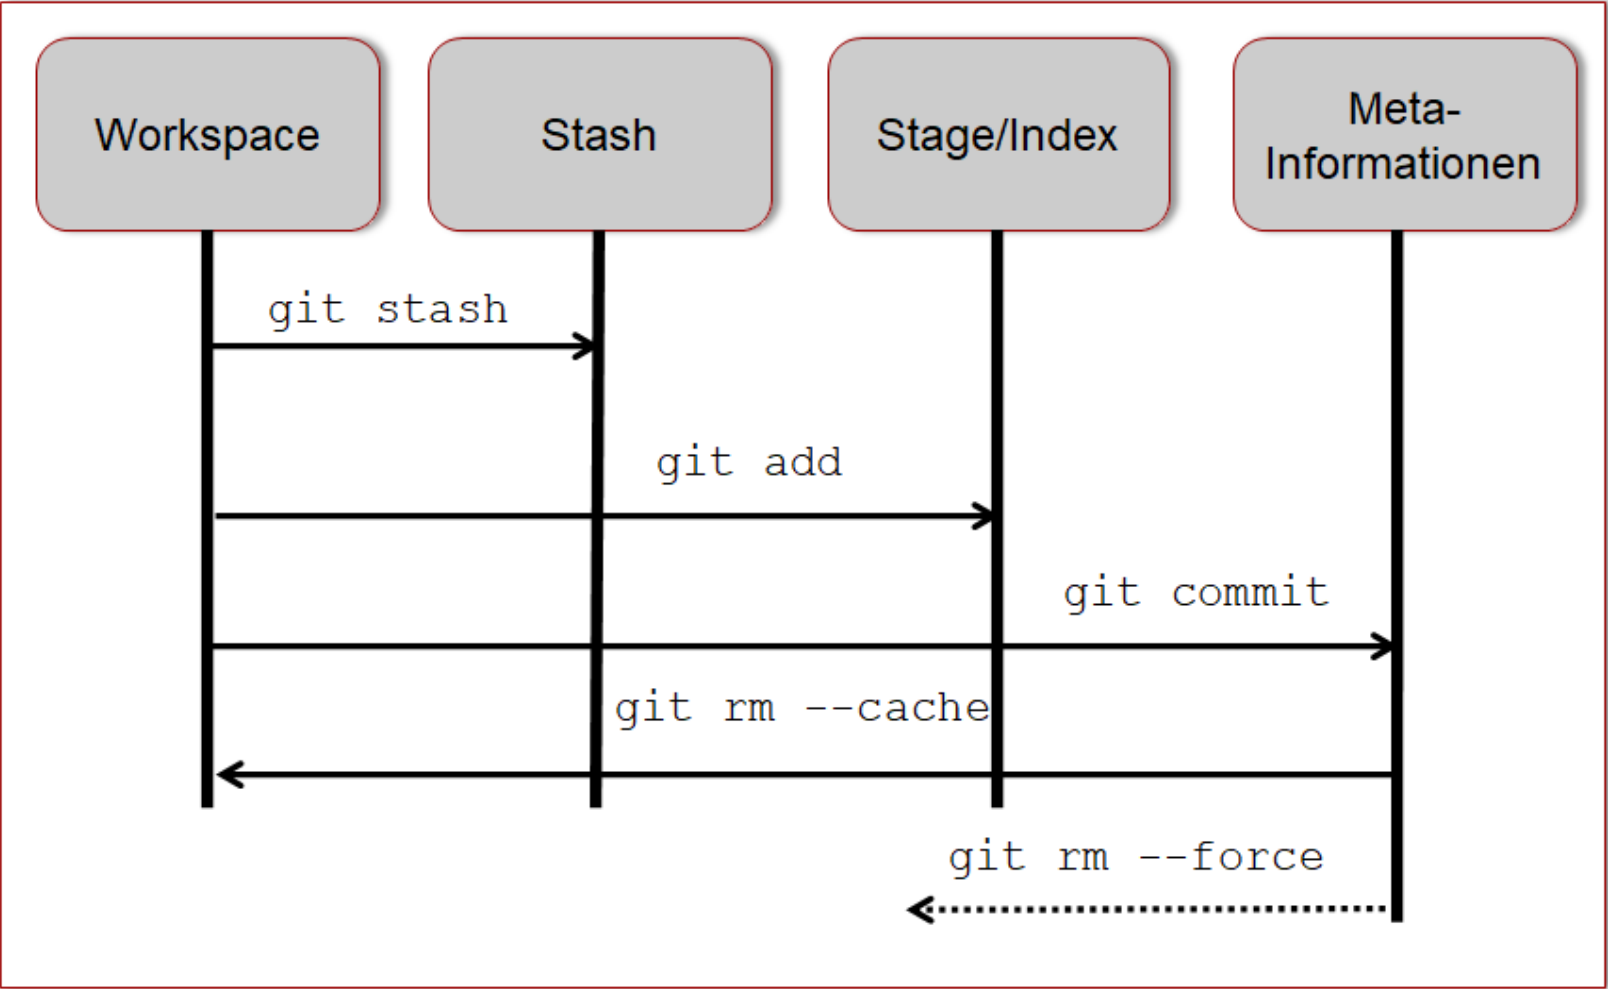 Workspace
Stash
Stage/Index
Meta-
Informationen
git stash
git add
git commit
git rm --cache
git rm --force